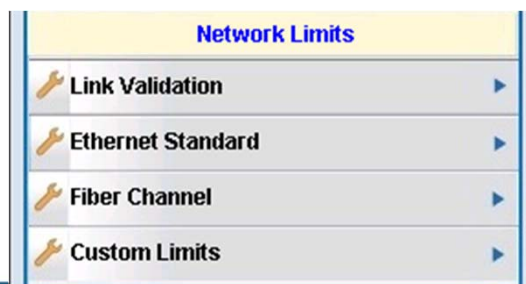 Network Limits
Link Validation
Ethernet Standard
Fiber Channel
Custom Limits